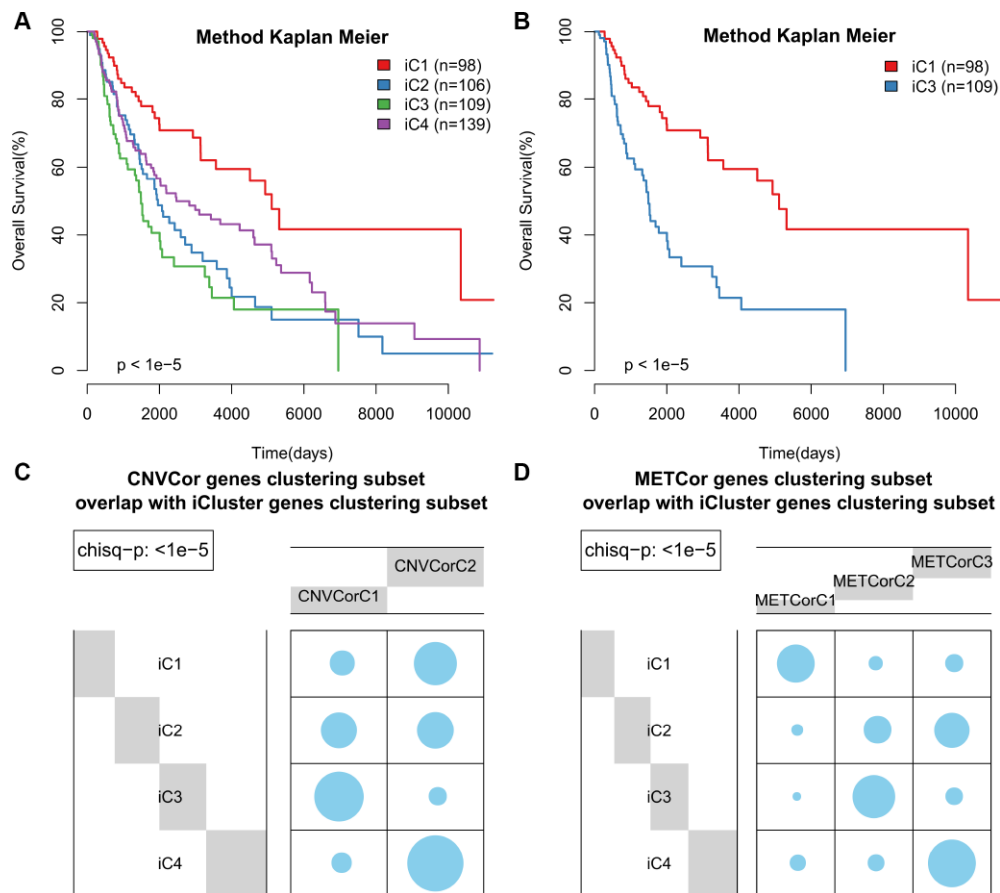 A
Method Kaplan Meier
iC1 (n=98)
iC2 (n=106)
iC3 (n=109)
iC4 (n=139)
Overall Survival(%)
100
80
60
40
20
0
p < 1e−5
0 2000 4000 6000 8000 10000
Time(days)
B
Method Kaplan Meier
iC1 (n=98)
iC3 (n=109)
Overall Survival(%)
100
80
60
40
20
0
p < 1e−5
0 2000 4000 6000 8000 10000
Time(days)
C
CNVCor genes clustering subset
overlap with iCluster genes clustering subset
chisq−p: <1e−5
CNVCorC2
CNVCorC1
iC1
iC2
iC3
iC4
D
METCor genes clustering subset
overlap with iCluster genes clustering subset
chisq−p: <1e−5
METCorC3
METCorC2
METCorC1
iC1
iC2
iC3
iC4